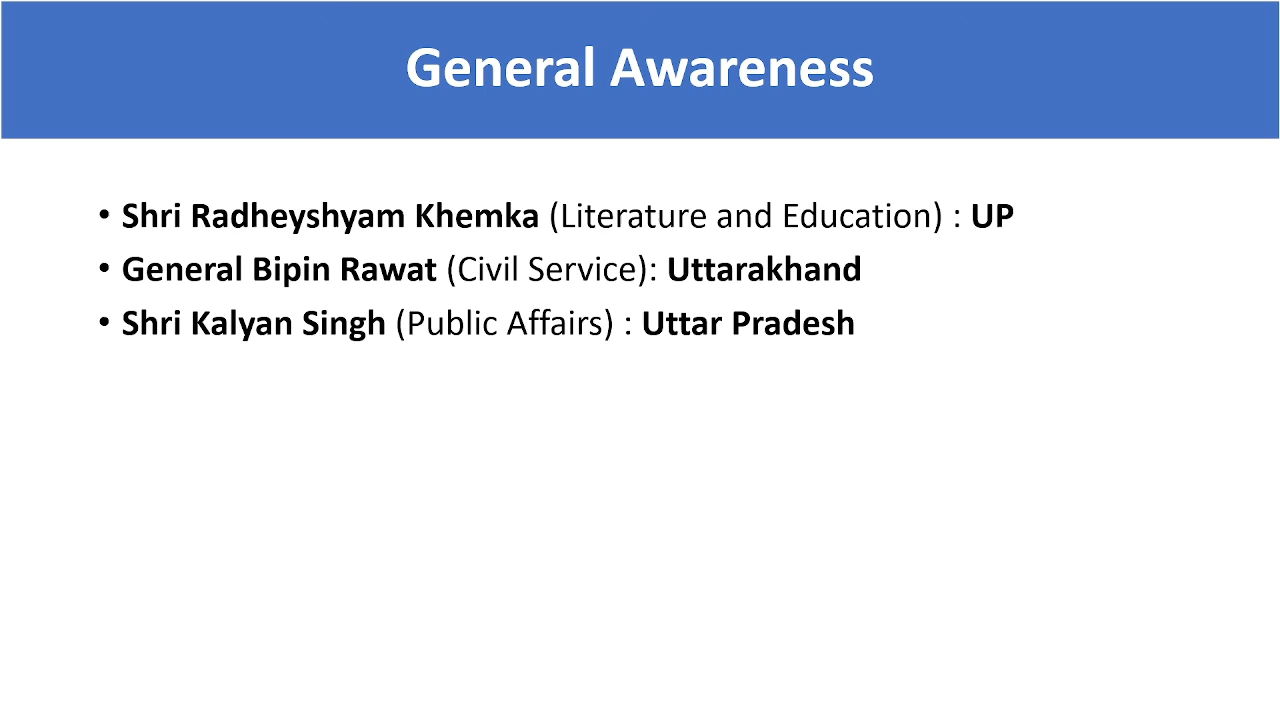 General Awareness
• Shri Radheyshyam Khemka (Literature and Education) : UP
• General Bipin Rawat (Civil Service): Uttarakhand
• Shri Kalyan Singh (Public Affairs) : Uttar Pradesh